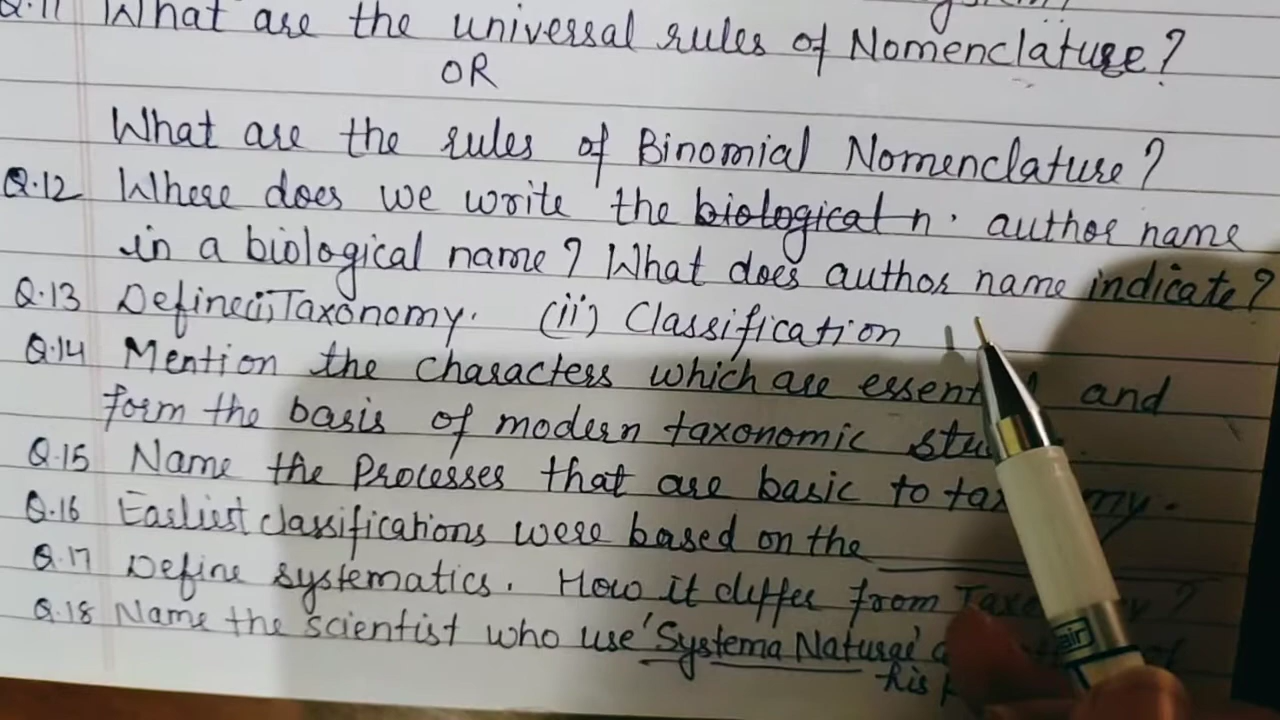 Q.11 What are the universal rules of Nomenclature?
OR
What are the rules of Binomial Nomenclature?
Q.12 Where does we write the biological n. author name
in a biological name? What does author name indicate?
Q.13 Define (i) Taxonomy. (ii) Classification
Q.14 Mention the characters which are and
form the basis of modern taxonomic
Q.15 Name the Processes that are basic to
Q.16 Earliest classifications were based on the
Q.17 Define systematics. How it differ from ?
Q.18 Name the scientist who use 'Systema Naturae'
his
air